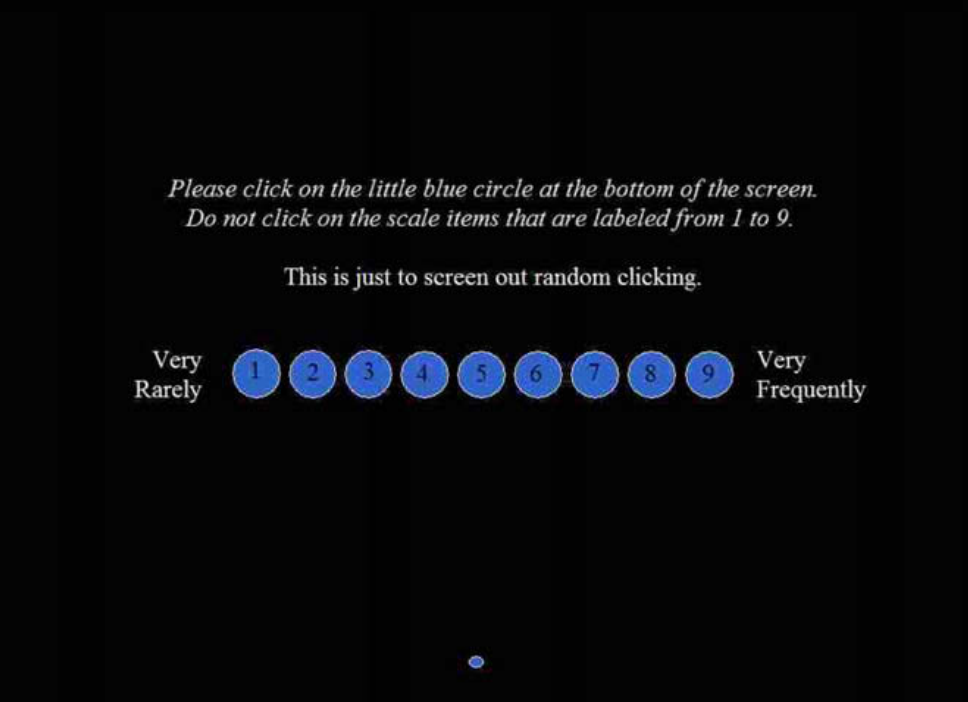 Please click on the little blue circle at the bottom of the screen.
Do not click on the scale items that are labeled from 1 to 9.
This is just to screen out random clicking.
Very
Rarely
1 2 3 4 5 6 7 8 9
Very
Frequently